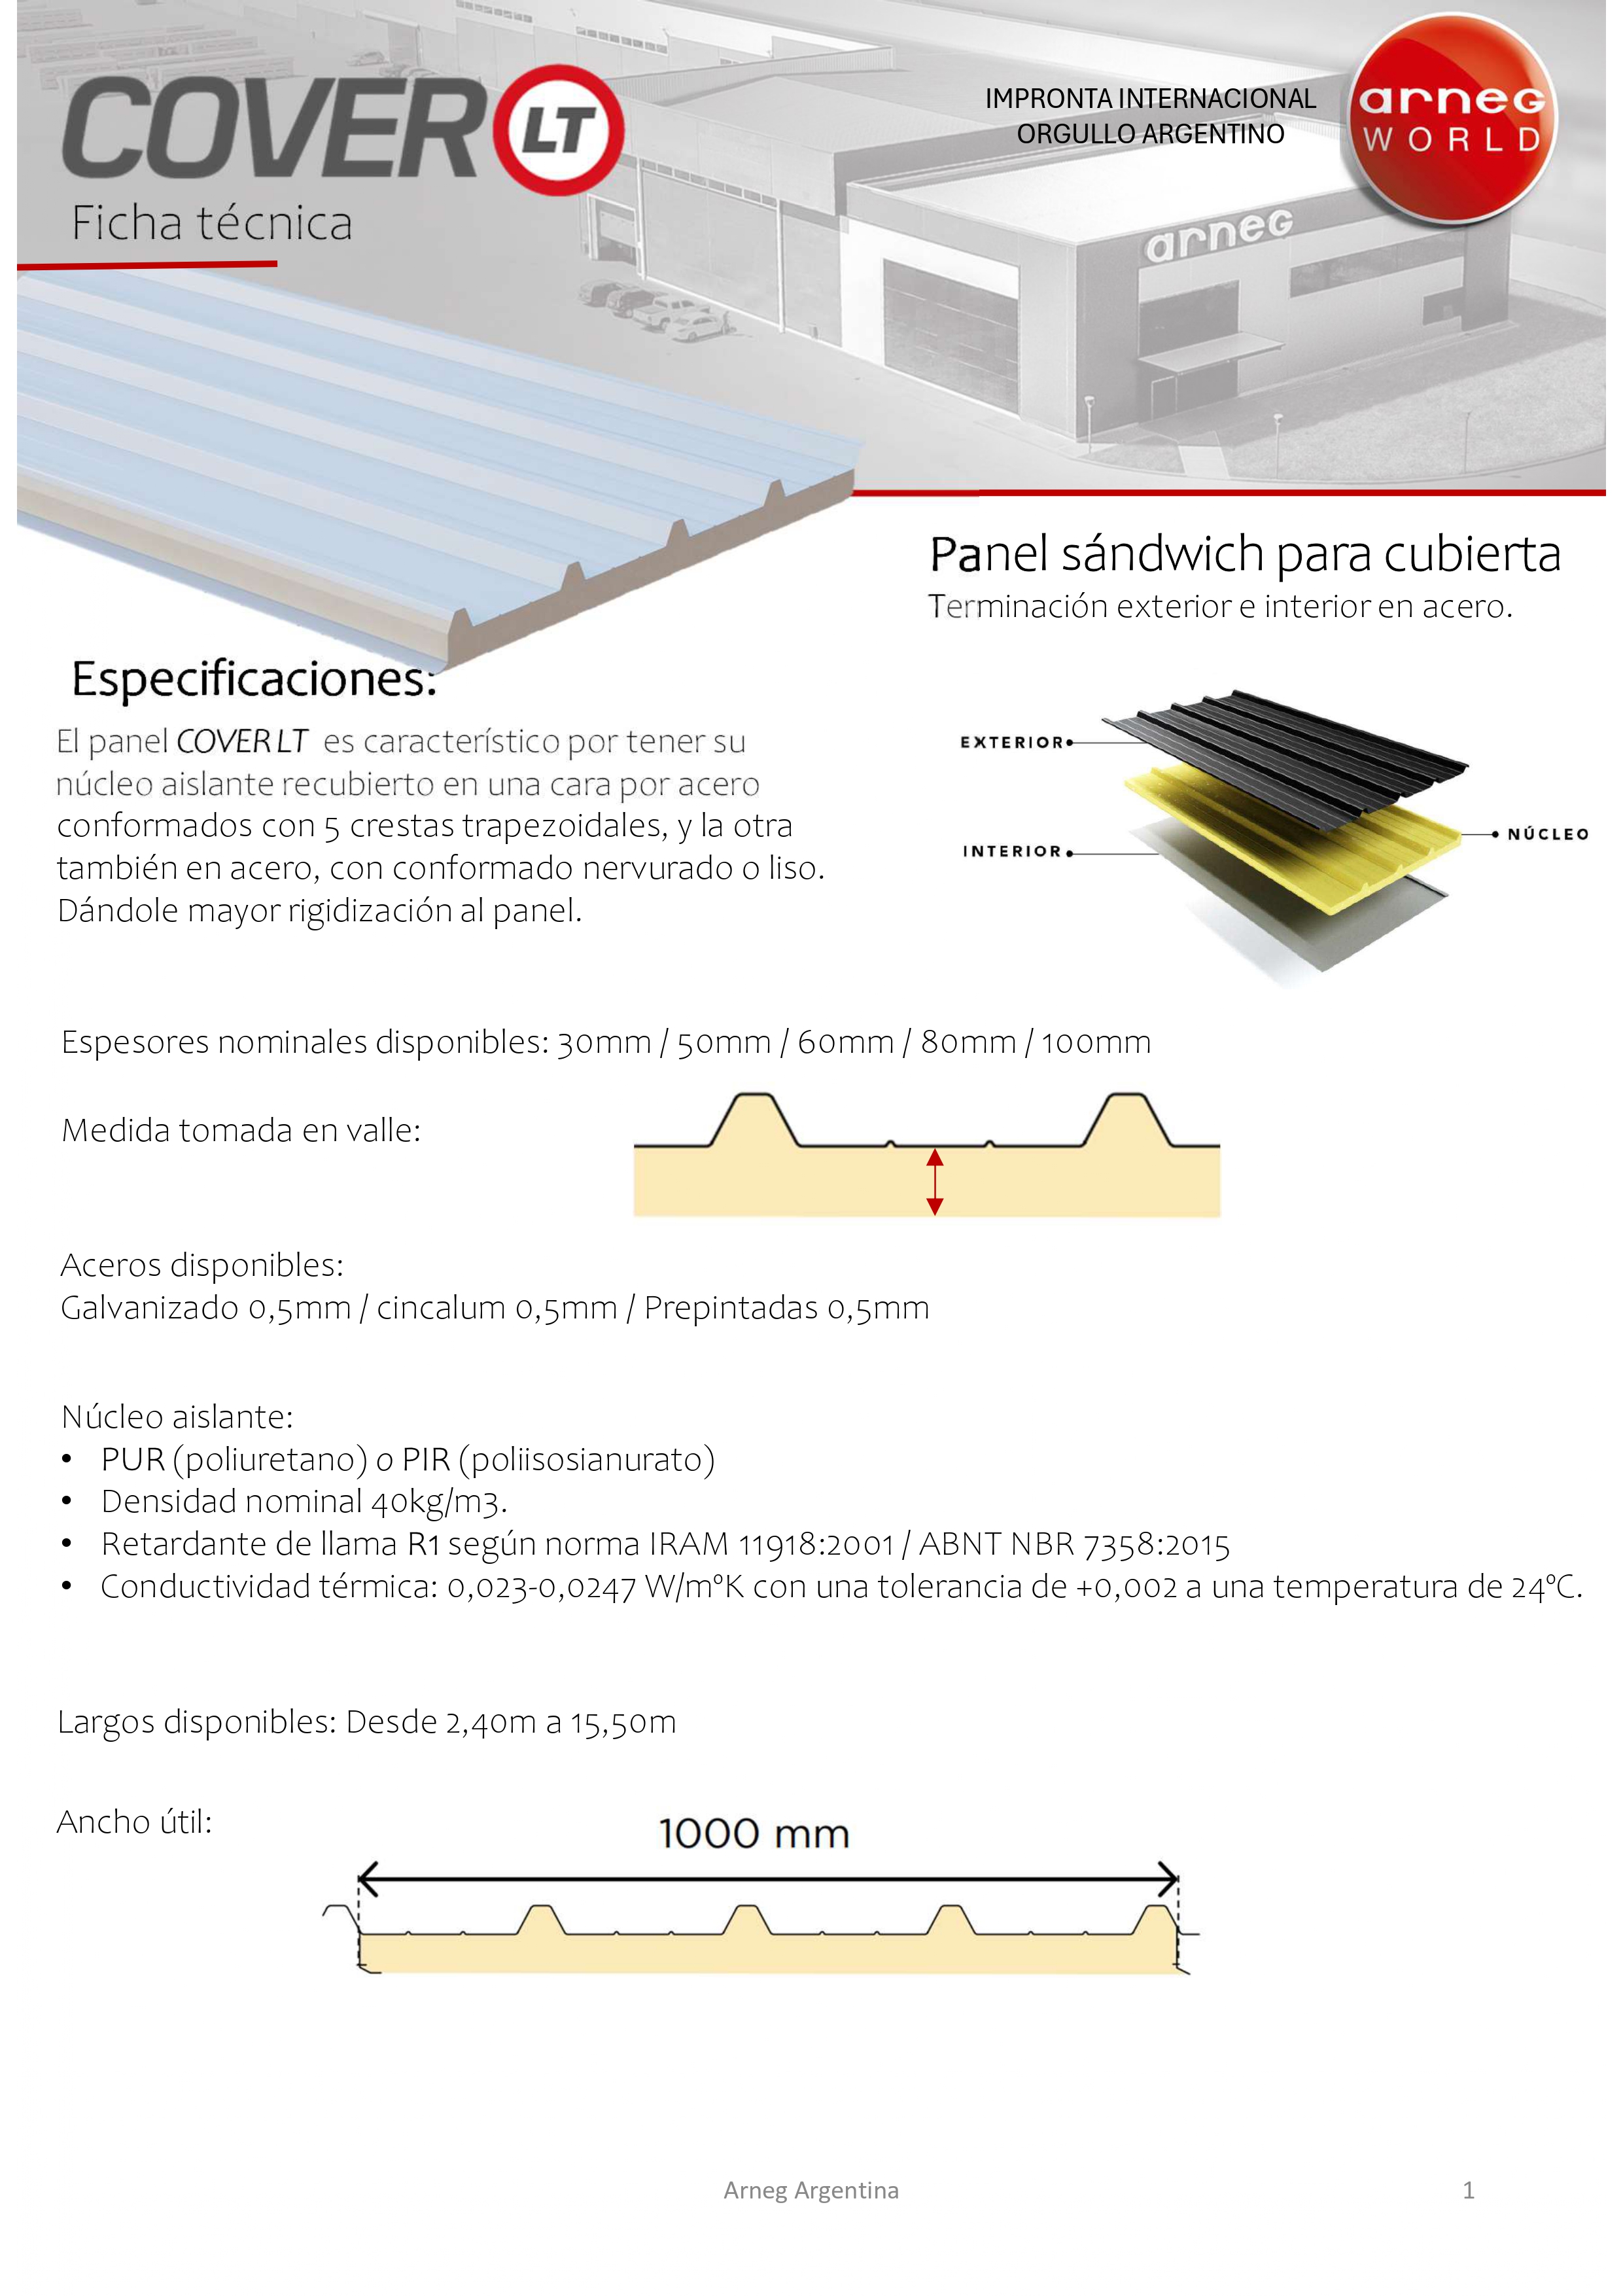 COVER LT
Ficha técnica
IMPRONTA INTERNACIONAL
ORGULLO ARGENTINO
arneg
WORLD
arneg
Panel sándwich para cubierta
Terminación exterior e interior en acero.
Especificaciones:
El panel COVER LT es característico por tener su
núcleo aislante recubierto en una cara por acero
conformados con 5 crestas trapezoidales, y la otra
también en acero, con conformado nervurado o liso.
Dándole mayor rigidización al panel.
EXTERIOR
INTERIOR
NÚCLEO
Espesores nominales disponibles: 30mm / 50mm / 60mm / 80mm / 100mm
Medida tomada en valle:
Aceros disponibles:
Galvanizado 0,5mm / cincalum 0,5mm / Prepintadas 0,5mm
Núcleo aislante:
• PUR (poliuretano) o PIR (poliisosianurato)
• Densidad nominal 40kg/m3.
• Retardante de llama R1 según norma IRAM 11918:2001 / ABNT NBR 7358:2015
• Conductividad térmica: 0,023-0,0247 W/mºK con una tolerancia de +0,002 a una temperatura de 24ºC.
Largos disponibles: Desde 2,40m a 15,50m
Ancho útil:
1000 mm
Arneg Argentina
1